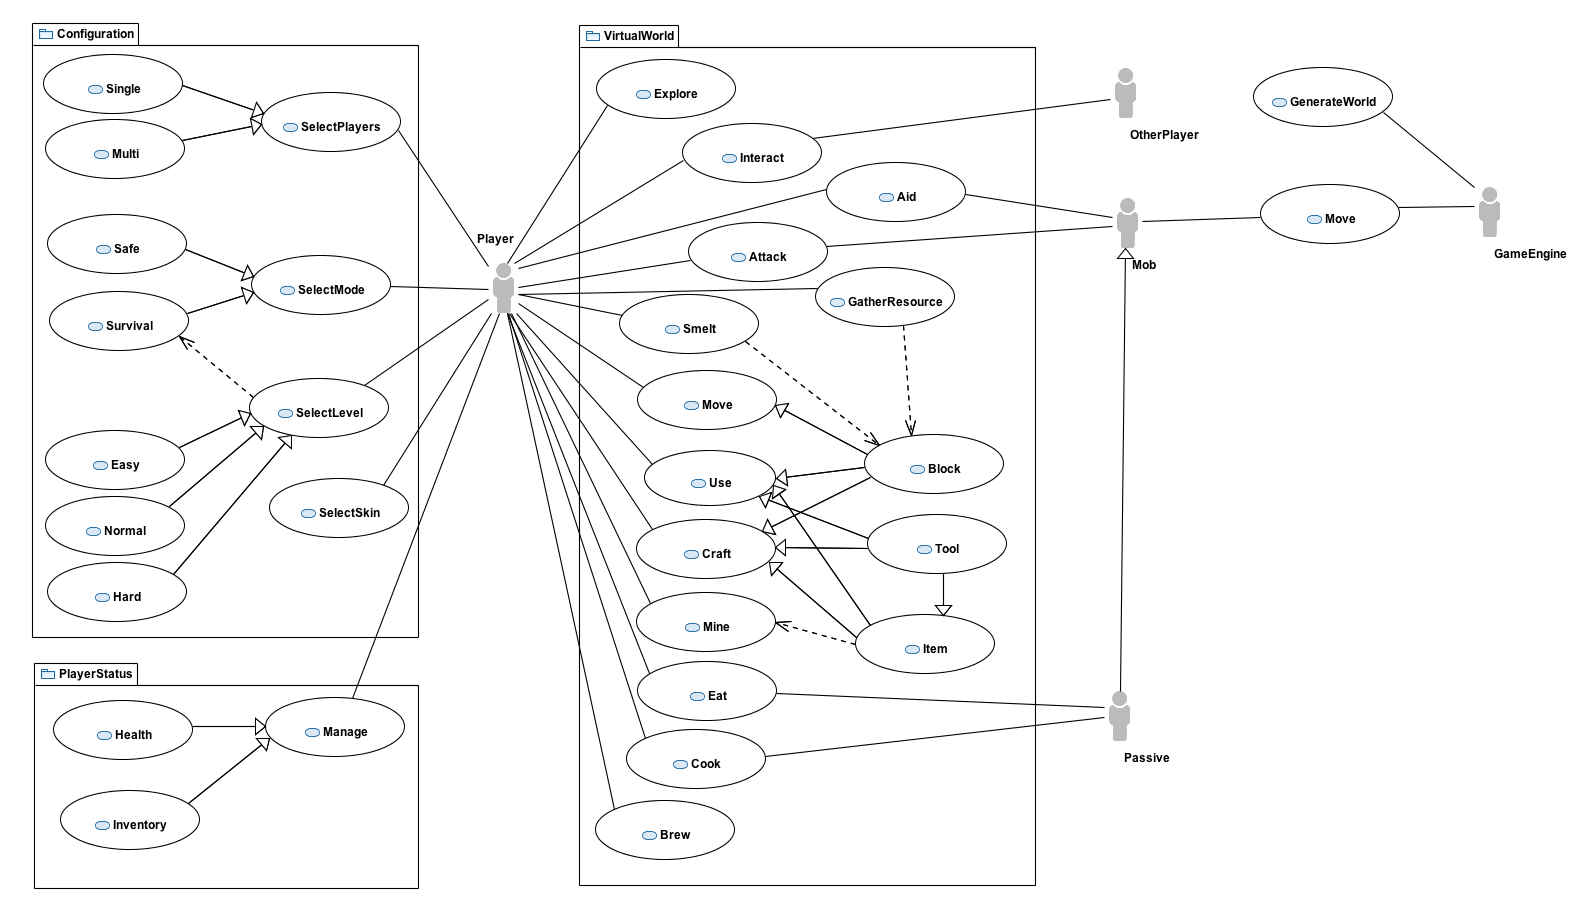 Configuration
Single
SelectPlayers
Multi
Safe
SelectMode
Survival
SelectLevel
Easy
Normal
SelectSkin
Hard
PlayerStatus
Health
Manage
Inventory
Player
VirtualWorld
Explore
Interact
Aid
Attack
GatherResource
Smelt
Move
Block
Use
Tool
Craft
Mine
Item
Eat
Cook
Brew
OtherPlayer
GenerateWorld
Move
Mob
GameEngine
Passive